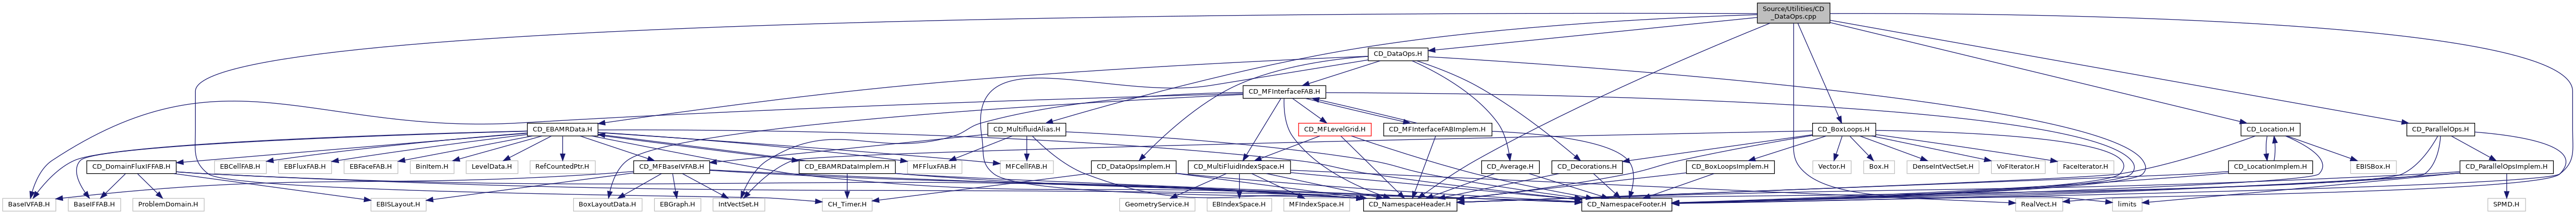 Source/Utilities/CD
_DataOps.cpp
CD_DataOps.H
CD_MFInterfaceFAB.H
CD_EBAMRData.H
CD_MultifluidAlias.H
CD_MFLevelGrid.H
CD_MFInterfaceFABImplem.H
CD_BoxLoops.H
CD_Location.H
CD_ParallelOps.H
CD_DomainFluxIFFAB.H
EBCellFAB.H
EBFluxFAB.H
EBFaceFAB.H
BinItem.H
LevelData.H
RefCountedPtr.H
CD_MFBaseIVFAB.H
CD_EBAMRDataImplem.H
MFFluxFAB.H
MFCellFAB.H
CD_DataOpsImplem.H
CD_MultiFluidIndexSpace.H
CD_Average.H
CD_Decorations.H
CD_BoxLoopsImplem.H
Vector.H
Box.H
DenseIntVectSet.H
VoFIterator.H
FaceIterator.H
CD_LocationImplem.H
EBISBox.H
CD_ParallelOpsImplem.H
BaseIVFAB.H
BaseIFFAB.H
ProblemDomain.H
EBISLayout.H
BoxLayoutData.H
EBGraph.H
IntVectSet.H
CH_Timer.H
GeometryService.H
EBIndexSpace.H
MFIndexSpace.H
CD_NamespaceHeader.H
CD_NamespaceFooter.H
RealVect.H
limits
SPMD.H